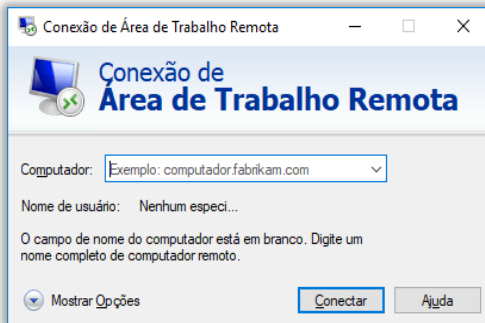 Conexão de Área de Trabalho Remota
Conexão de
Área de Trabalho Remota
Computador: Exemplo: computador.fabrikam.com
Nome de usuário: Nenhum especi...
O campo de nome do computador está em branco. Digite um
nome completo de computador remoto.
Mostrar Opções Conectar Ajuda